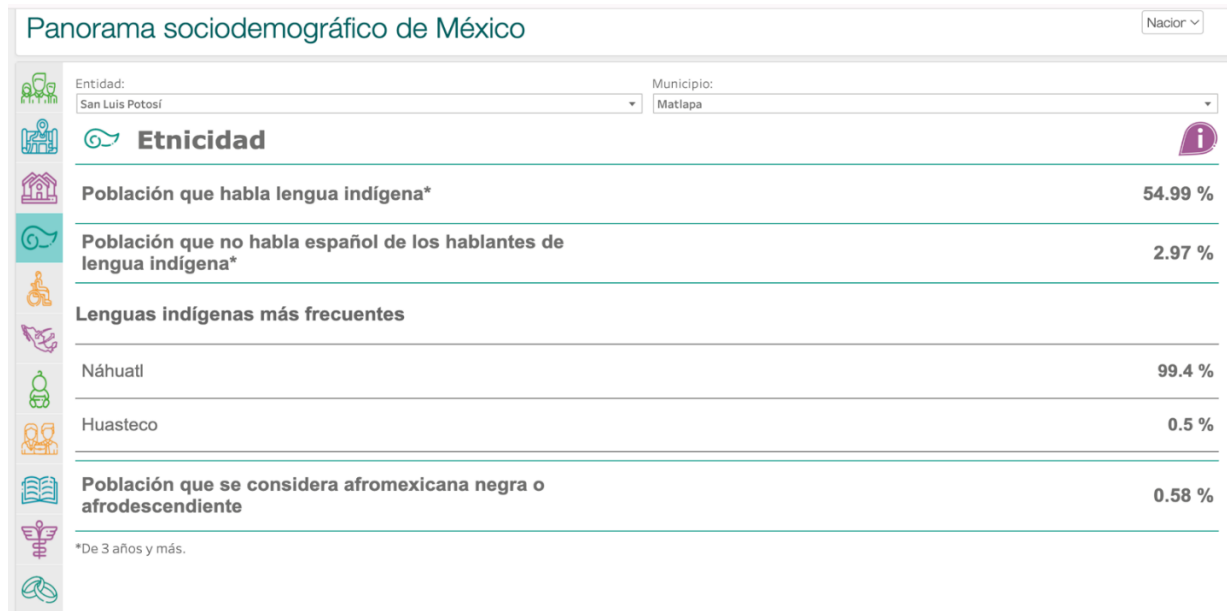 Panorama sociodemográfico de México
Nacior
Entidad:
San Luis Potosí
Municipio:
Matlapa
Etnicidad
i
Población que habla lengua indígena* 54.99 %
Población que no habla español de los hablantes de
lengua indígena* 2.97 %
Lenguas indígenas más frecuentes
Náhuatl 99.4 %
Huasteco 0.5 %
Población que se considera afromexicana negra o
afrodescendiente 0.58 %
*De 3 años y más.